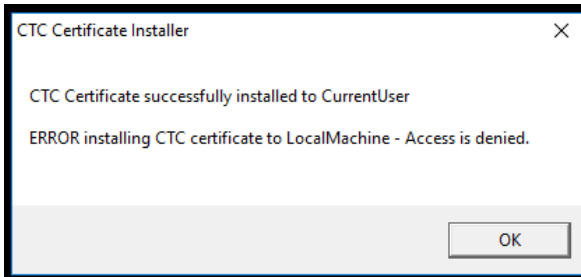 CTC Certificate Installer
CTC Certificate successfully installed to CurrentUser
ERROR installing CTC certificate to LocalMachine - Access is denied.
OK